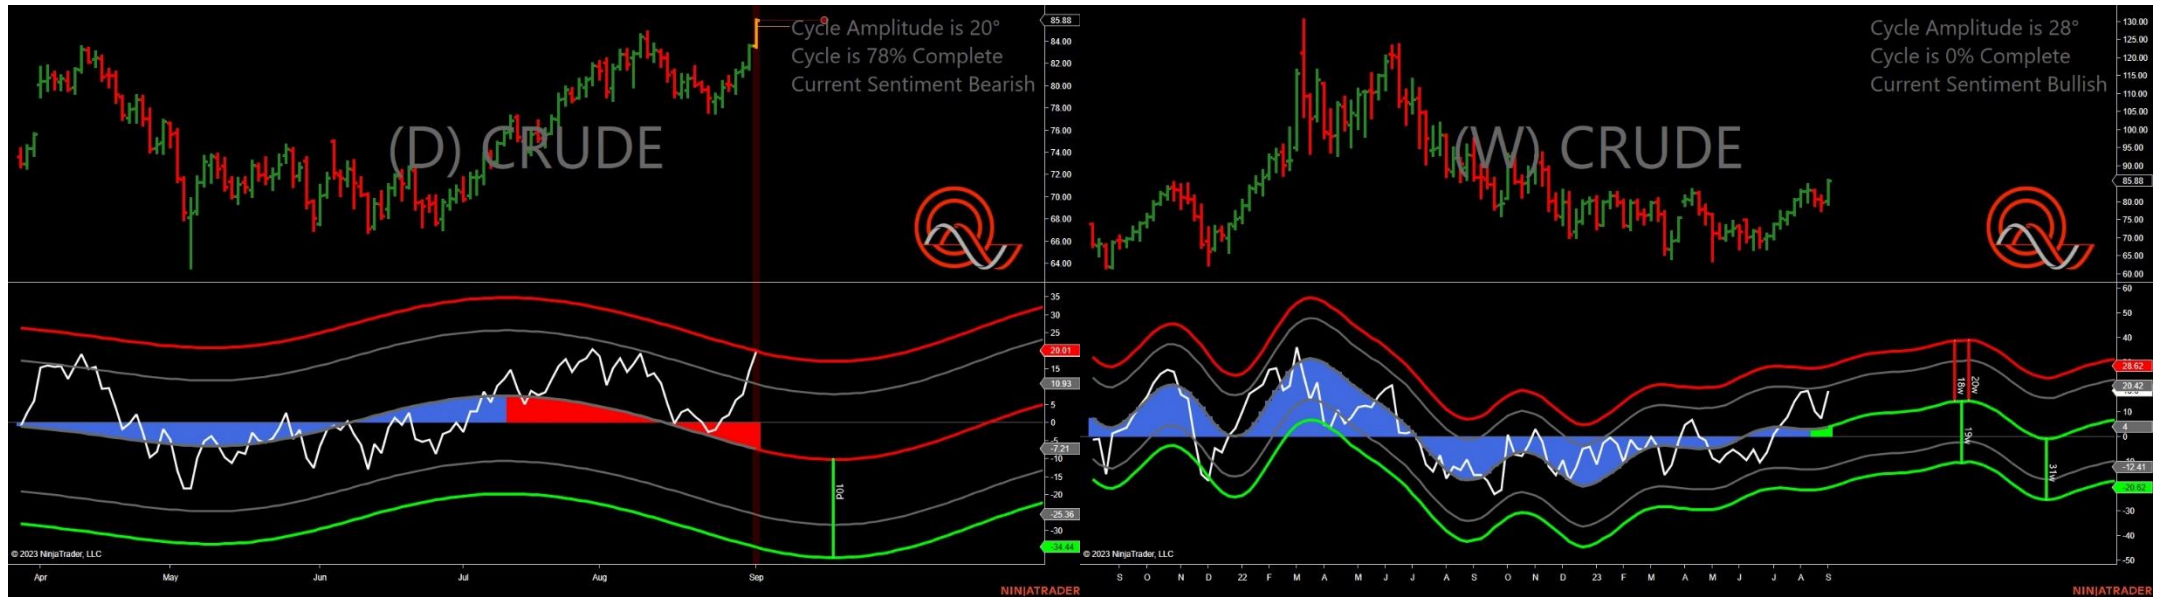 Cycle Amplitude is 20°
Cycle is 78% Complete
Current Sentiment Bearish
(D) CRUDE
85.88
84.00
82.00
80.00
78.00
76.00
74.00
72.00
70.00
68.00
66.00
64.00
35
30
25
20.01
15
10.93
5
0
-5
-7.21
-10
-15
-20
-25.36
-30
-34.44
10d
© 2023 NinjaTrader, LLC
Apr May Jun Jul Aug Sep
NINJATRADER
Cycle Amplitude is 28°
Cycle is 0% Complete
Current Sentiment Bullish
(W) CRUDE
130.00
125.00
120.00
115.00
110.00
105.00
100.00
95.00
90.00
85.88
80.00
75.00
70.00
65.00
60.00
60
50
40
28.62
20.42
10
4
0
-12.41
-20.62
-30
-40
-50
18w
20w
19w
31w
© 2023 NinjaTrader, LLC
S O N D 22 F M A M J J A S O N D 23 F M A M J J A S
NINJATRADER